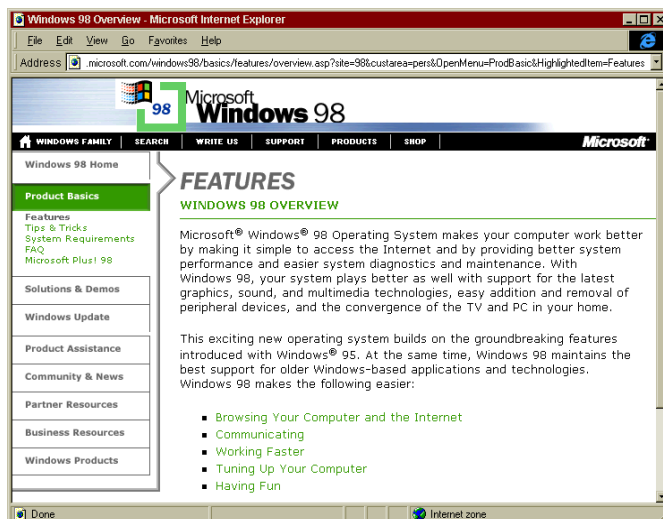 Windows 98 Overview - Microsoft Internet Explorer
File Edit View Go Favorites Help
Address .microsoft.com/windows98/basics/features/overview.asp?site=98&custarea=pers&OpenMenu=ProdBasic&HighlightedItem=Features
98
Microsoft
Windows 98
WINDOWS FAMILY SEARCH WRITE US SUPPORT PRODUCTS SHOP Microsoft
Windows 98 Home
Product Basics
Features
Tips & Tricks
System Requirements
FAQ
Microsoft Plus! 98
Solutions & Demos
Windows Update
Product Assistance
Community & News
Partner Resources
Business Resources
Windows Products
FEATURES
WINDOWS 98 OVERVIEW
Microsoft® Windows® 98 Operating System makes your computer work better
by making it simple to access the Internet and by providing better system
performance and easier system diagnostics and maintenance. With
Windows 98, your system plays better as well with support for the latest
graphics, sound, and multimedia technologies, easy addition and removal of
peripheral devices, and the convergence of the TV and PC in your home.
This exciting new operating system builds on the groundbreaking features
introduced with Windows® 95. At the same time, Windows 98 maintains the
best support for older Windows-based applications and technologies.
Windows 98 makes the following easier:
Browsing Your Computer and the Internet
Communicating
Working Faster
Tuning Up Your Computer
Having Fun
Done Internet zone